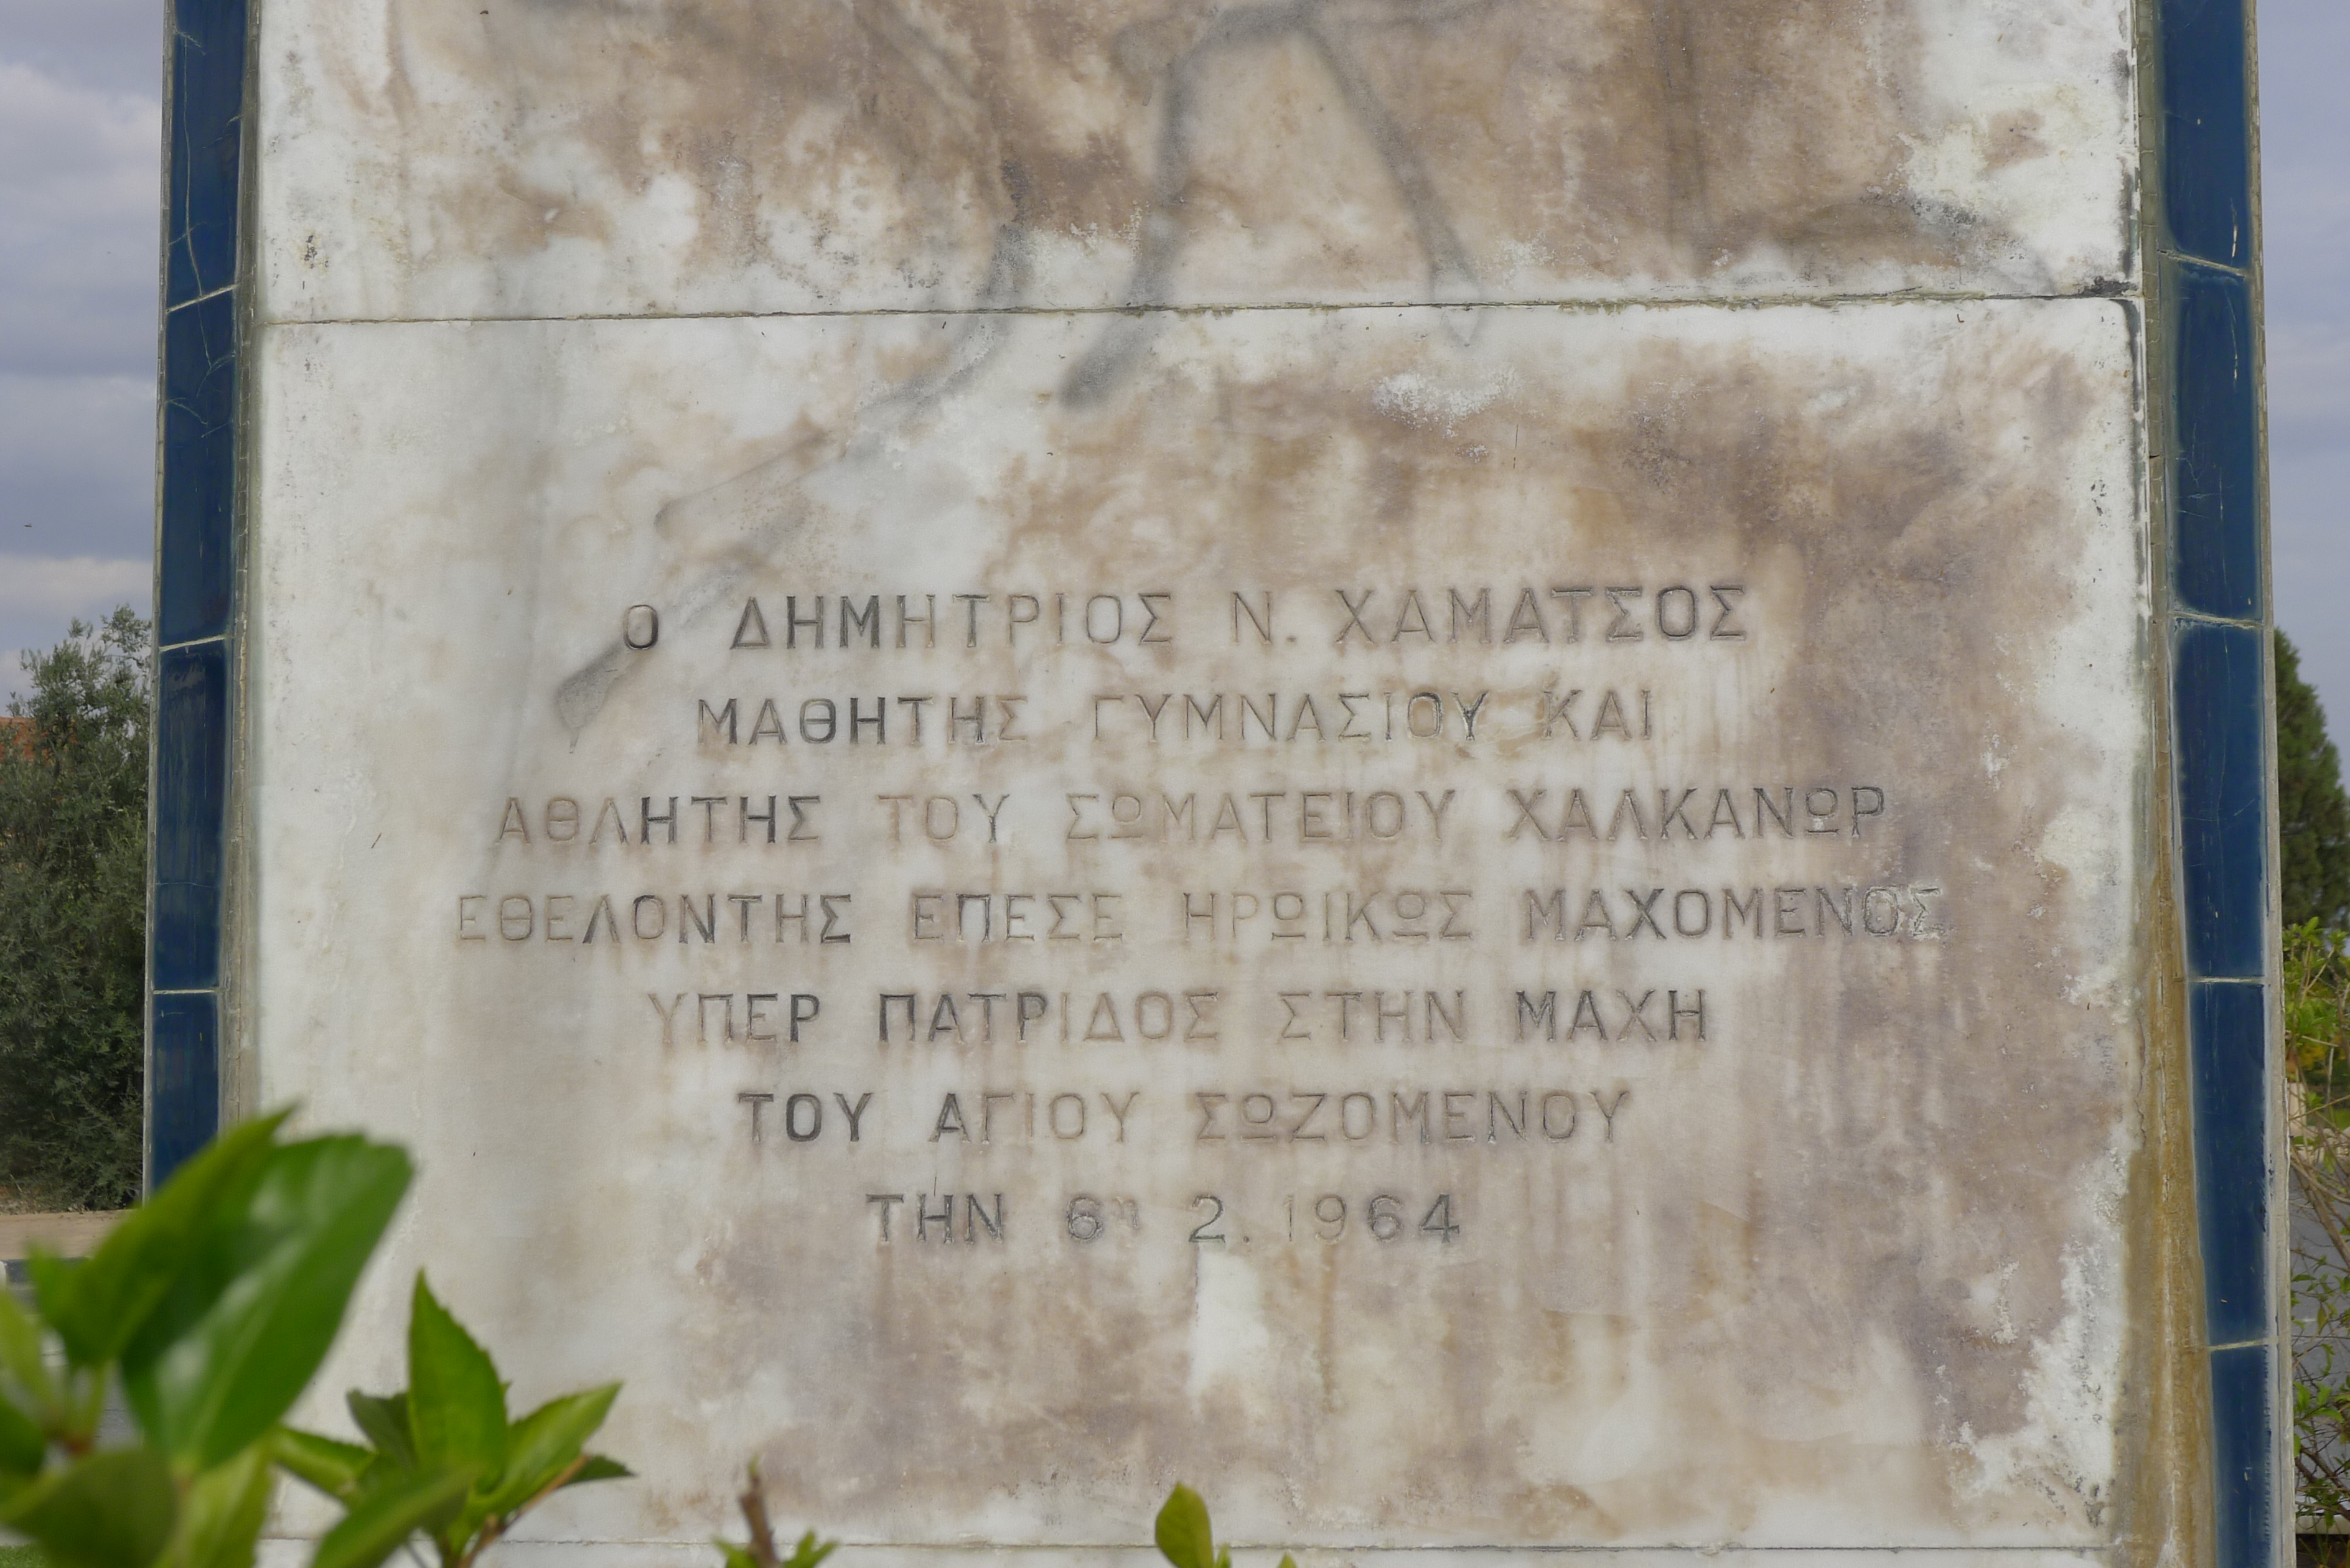 Ο ΔΗΜΗΤΡΙΟΣ Ν. ΧΑΜΑΤΣΟΣ
ΜΑΘΗΤΗΣ ΓΥΜΝΑΣΙΟΥ ΚΑΙ
ΑΘΛΗΤΗΣ ΤΟΥ ΣΩΜΑΤΕΙΟΥ ΧΑΛΚΑΝΩΡ
ΕΘΕΛΟΝΤΗΣ ΕΠΕΣΕ ΗΡΩΙΚΩΣ ΜΑΧΟΜΕΝΟΣ
ΥΠΕΡ ΠΑΤΡΙΔΟΣ ΣΤΗΝ ΜΑΧΗ
ΤΟΥ ΑΓΙΟΥ ΣΩΖΟΜΕΝΟΥ
ΤΗΝ 6η 2.1964